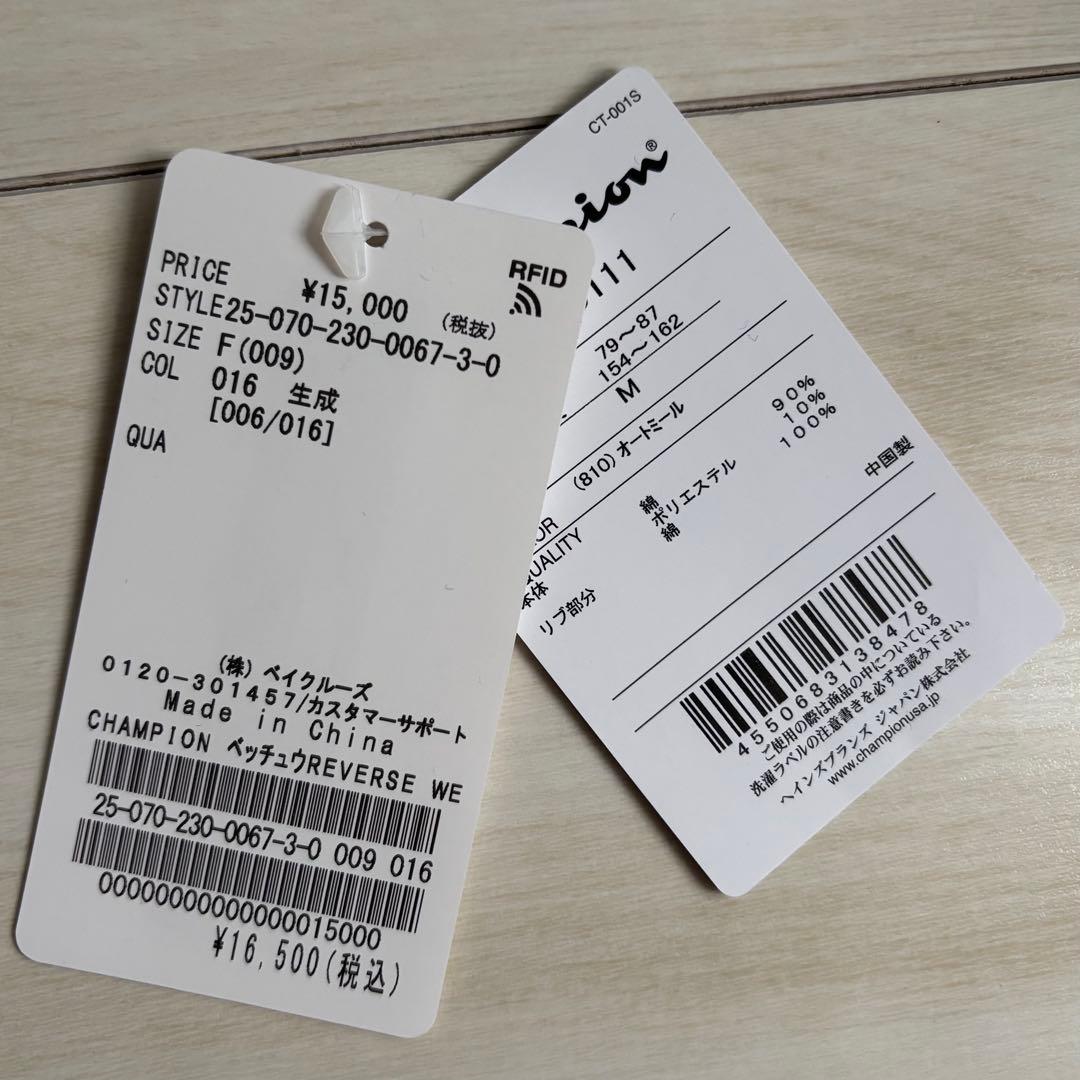 PRICE ¥15,000 (税抜)
RFID
STYLE25-070-230-0067-3-0
SIZE F(009)
COL 016 生成
[006/016]
QUA
(株) ベイクルーズ
0120-301457/カスタマーサポート
Made in China
CHAMPION ベッチュウREVERSE WE
25-070-230-0067-3-0 009 016
000000000000000015000
¥16,500(税込)
CT-001S
pion®
111
79～87
154～162
M
OR (810) オートミール
QUALITY
本体 綿 90%
ポリエステル 10%
リブ部分 綿 100%
中国製
4550683138478
ご使用の際は商品の中についている
洗濯ラベルの注意書きを必ずお読み下さい。
ヘインズブランズ ジャパン株式会社
www.championusa.jp